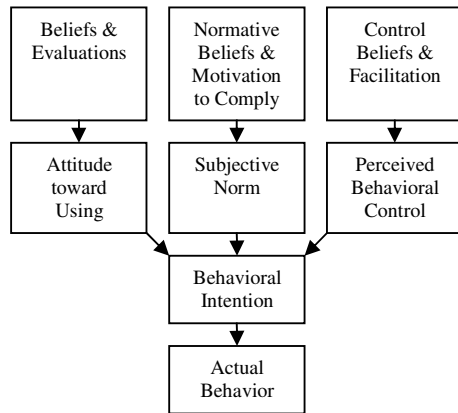 Beliefs &
Evaluations
Normative
Beliefs &
Motivation
to Comply
Control
Beliefs &
Facilitation
Attitude
toward
Using
Subjective
Norm
Perceived
Behavioral
Control
Behavioral
Intention
Actual
Behavior